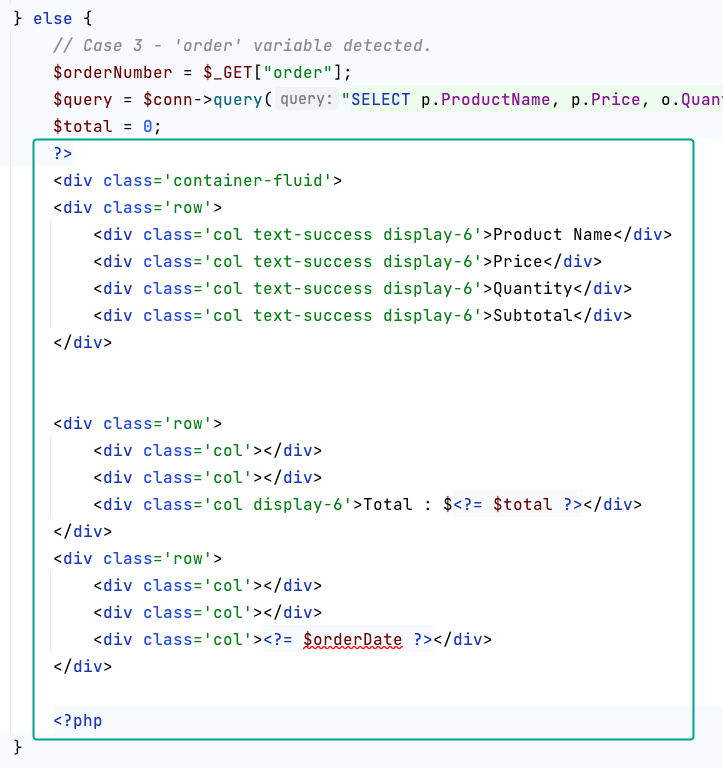 } else {
    // Case 3 - 'order' variable detected.
    $orderNumber = $_GET["order"];
    $query = $conn->query( query: "SELECT p.ProductName, p.Price, o.Quan
    $total = 0;
    ?>
    <div class='container-fluid'>
    <div class='row'>
        <div class='col text-success display-6'>Product Name</div>
        <div class='col text-success display-6'>Price</div>
        <div class='col text-success display-6'>Quantity</div>
        <div class='col text-success display-6'>Subtotal</div>
    </div>
    <div class='row'>
        <div class='col'></div>
        <div class='col'></div>
        <div class='col display-6'>Total : $<?= $total ?></div>
    </div>
    <div class='row'>
        <div class='col'></div>
        <div class='col'></div>
        <div class='col'><?= $orderDate ?></div>
    </div>
    <?php
}